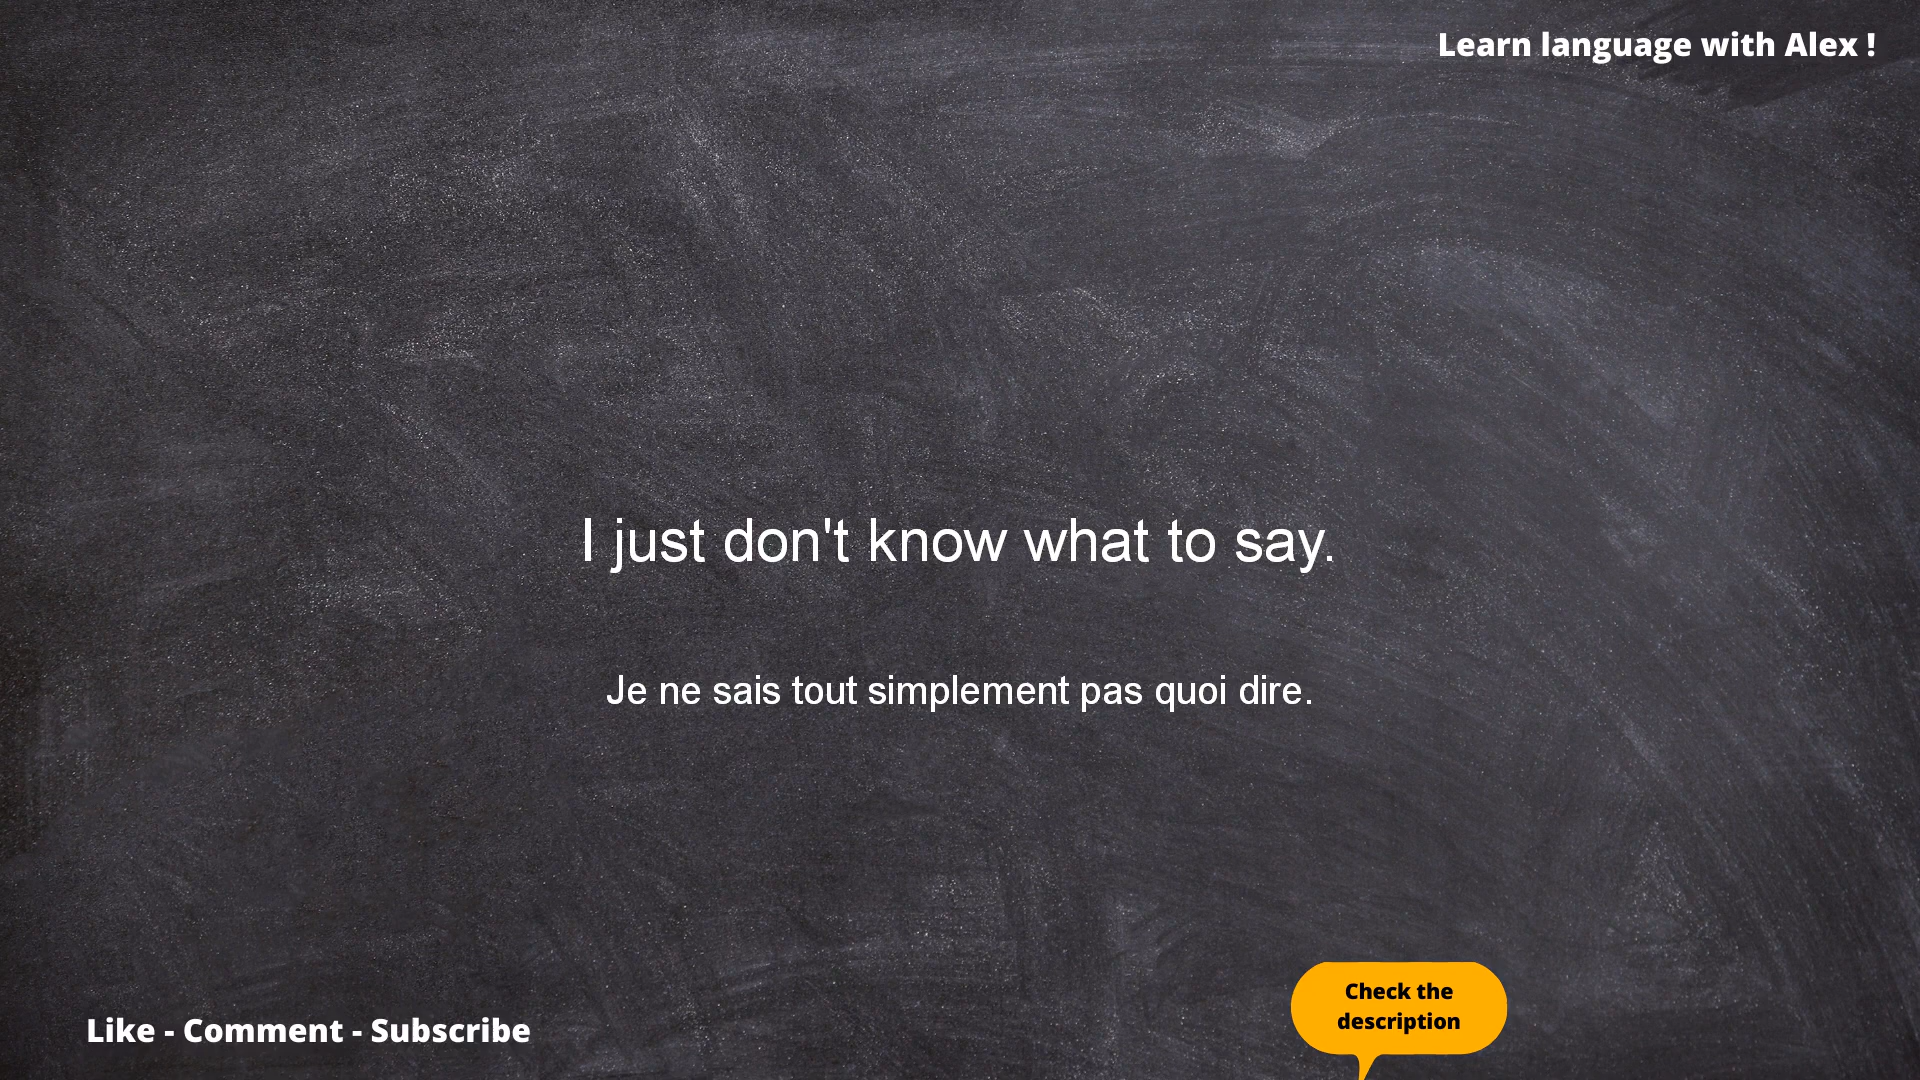 Learn language with Alex !
I just don't know what to say.
Je ne sais tout simplement pas quoi dire.
Check the
description
Like - Comment - Subscribe